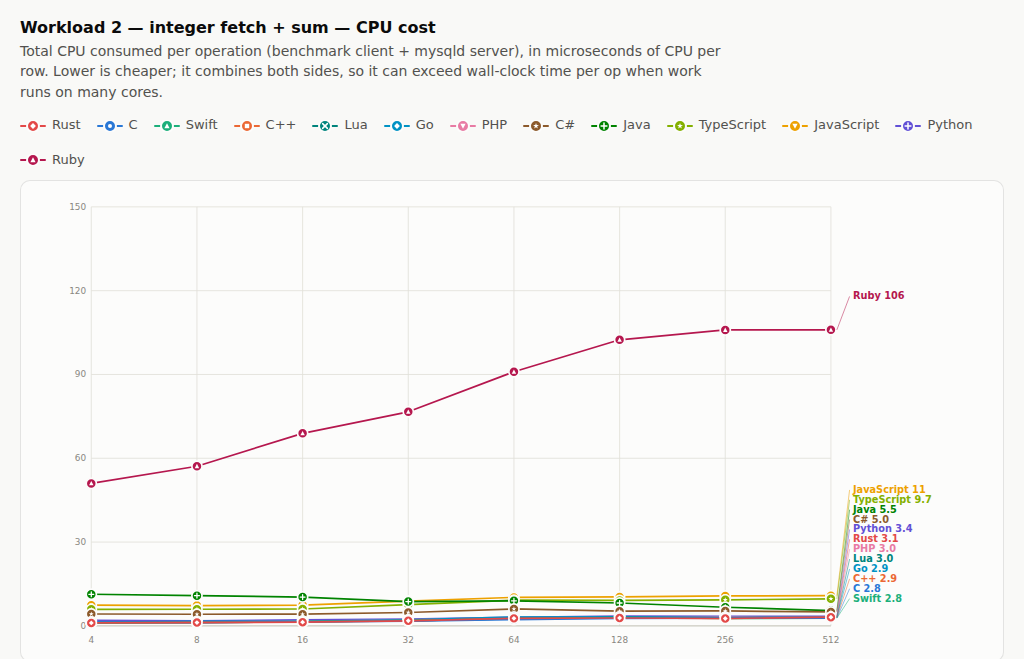 Workload 2 — integer fetch + sum — CPU cost
Total CPU consumed per operation (benchmark client + mysqld server), in microseconds of CPU per
row. Lower is cheaper; it combines both sides, so it can exceed wall-clock time per op when work
runs on many cores.
Rust C Swift C++ Lua Go PHP C# Java TypeScript JavaScript Python
Ruby
150
120
90
60
30
0
4 8 16 32 64 128 256 512
Ruby 106
JavaScript 11
TypeScript 9.7
Java 5.5
C# 5.0
Python 3.4
Rust 3.1
PHP 3.0
Lua 3.0
Go 2.9
C++ 2.9
C 2.8
Swift 2.8